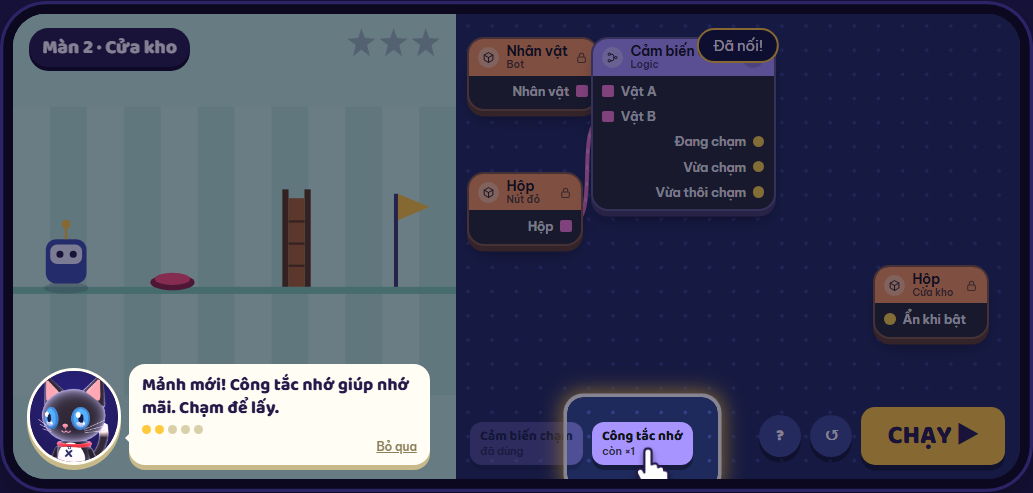 Màn 2 · Cửa kho
Nhân vật
Bot
Nhân vật
Cảm biến
Logic
Đã nối!
Vật A
Vật B
Đang chạm
Vừa chạm
Vừa thôi chạm
Hộp
Nút đỏ
Hộp
Hộp
Cửa kho
Ẩn khi bật
Mảnh mới! Công tắc nhớ giúp nhớ
mãi. Chạm để lấy.
Bỏ qua
Cảm biến chạm
đã dùng
Công tắc nhớ
còn ×1
?
CHẠY